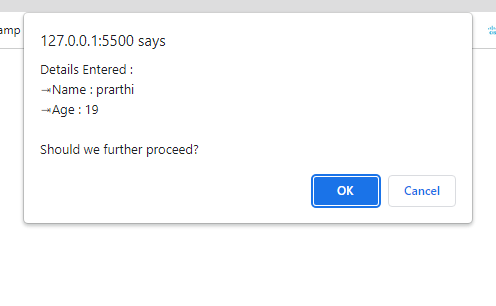 amp
127.0.0.1:5500 says
Details Entered :
⇥Name : prarthi
⇥Age : 19
Should we further proceed?
OK
Cancel